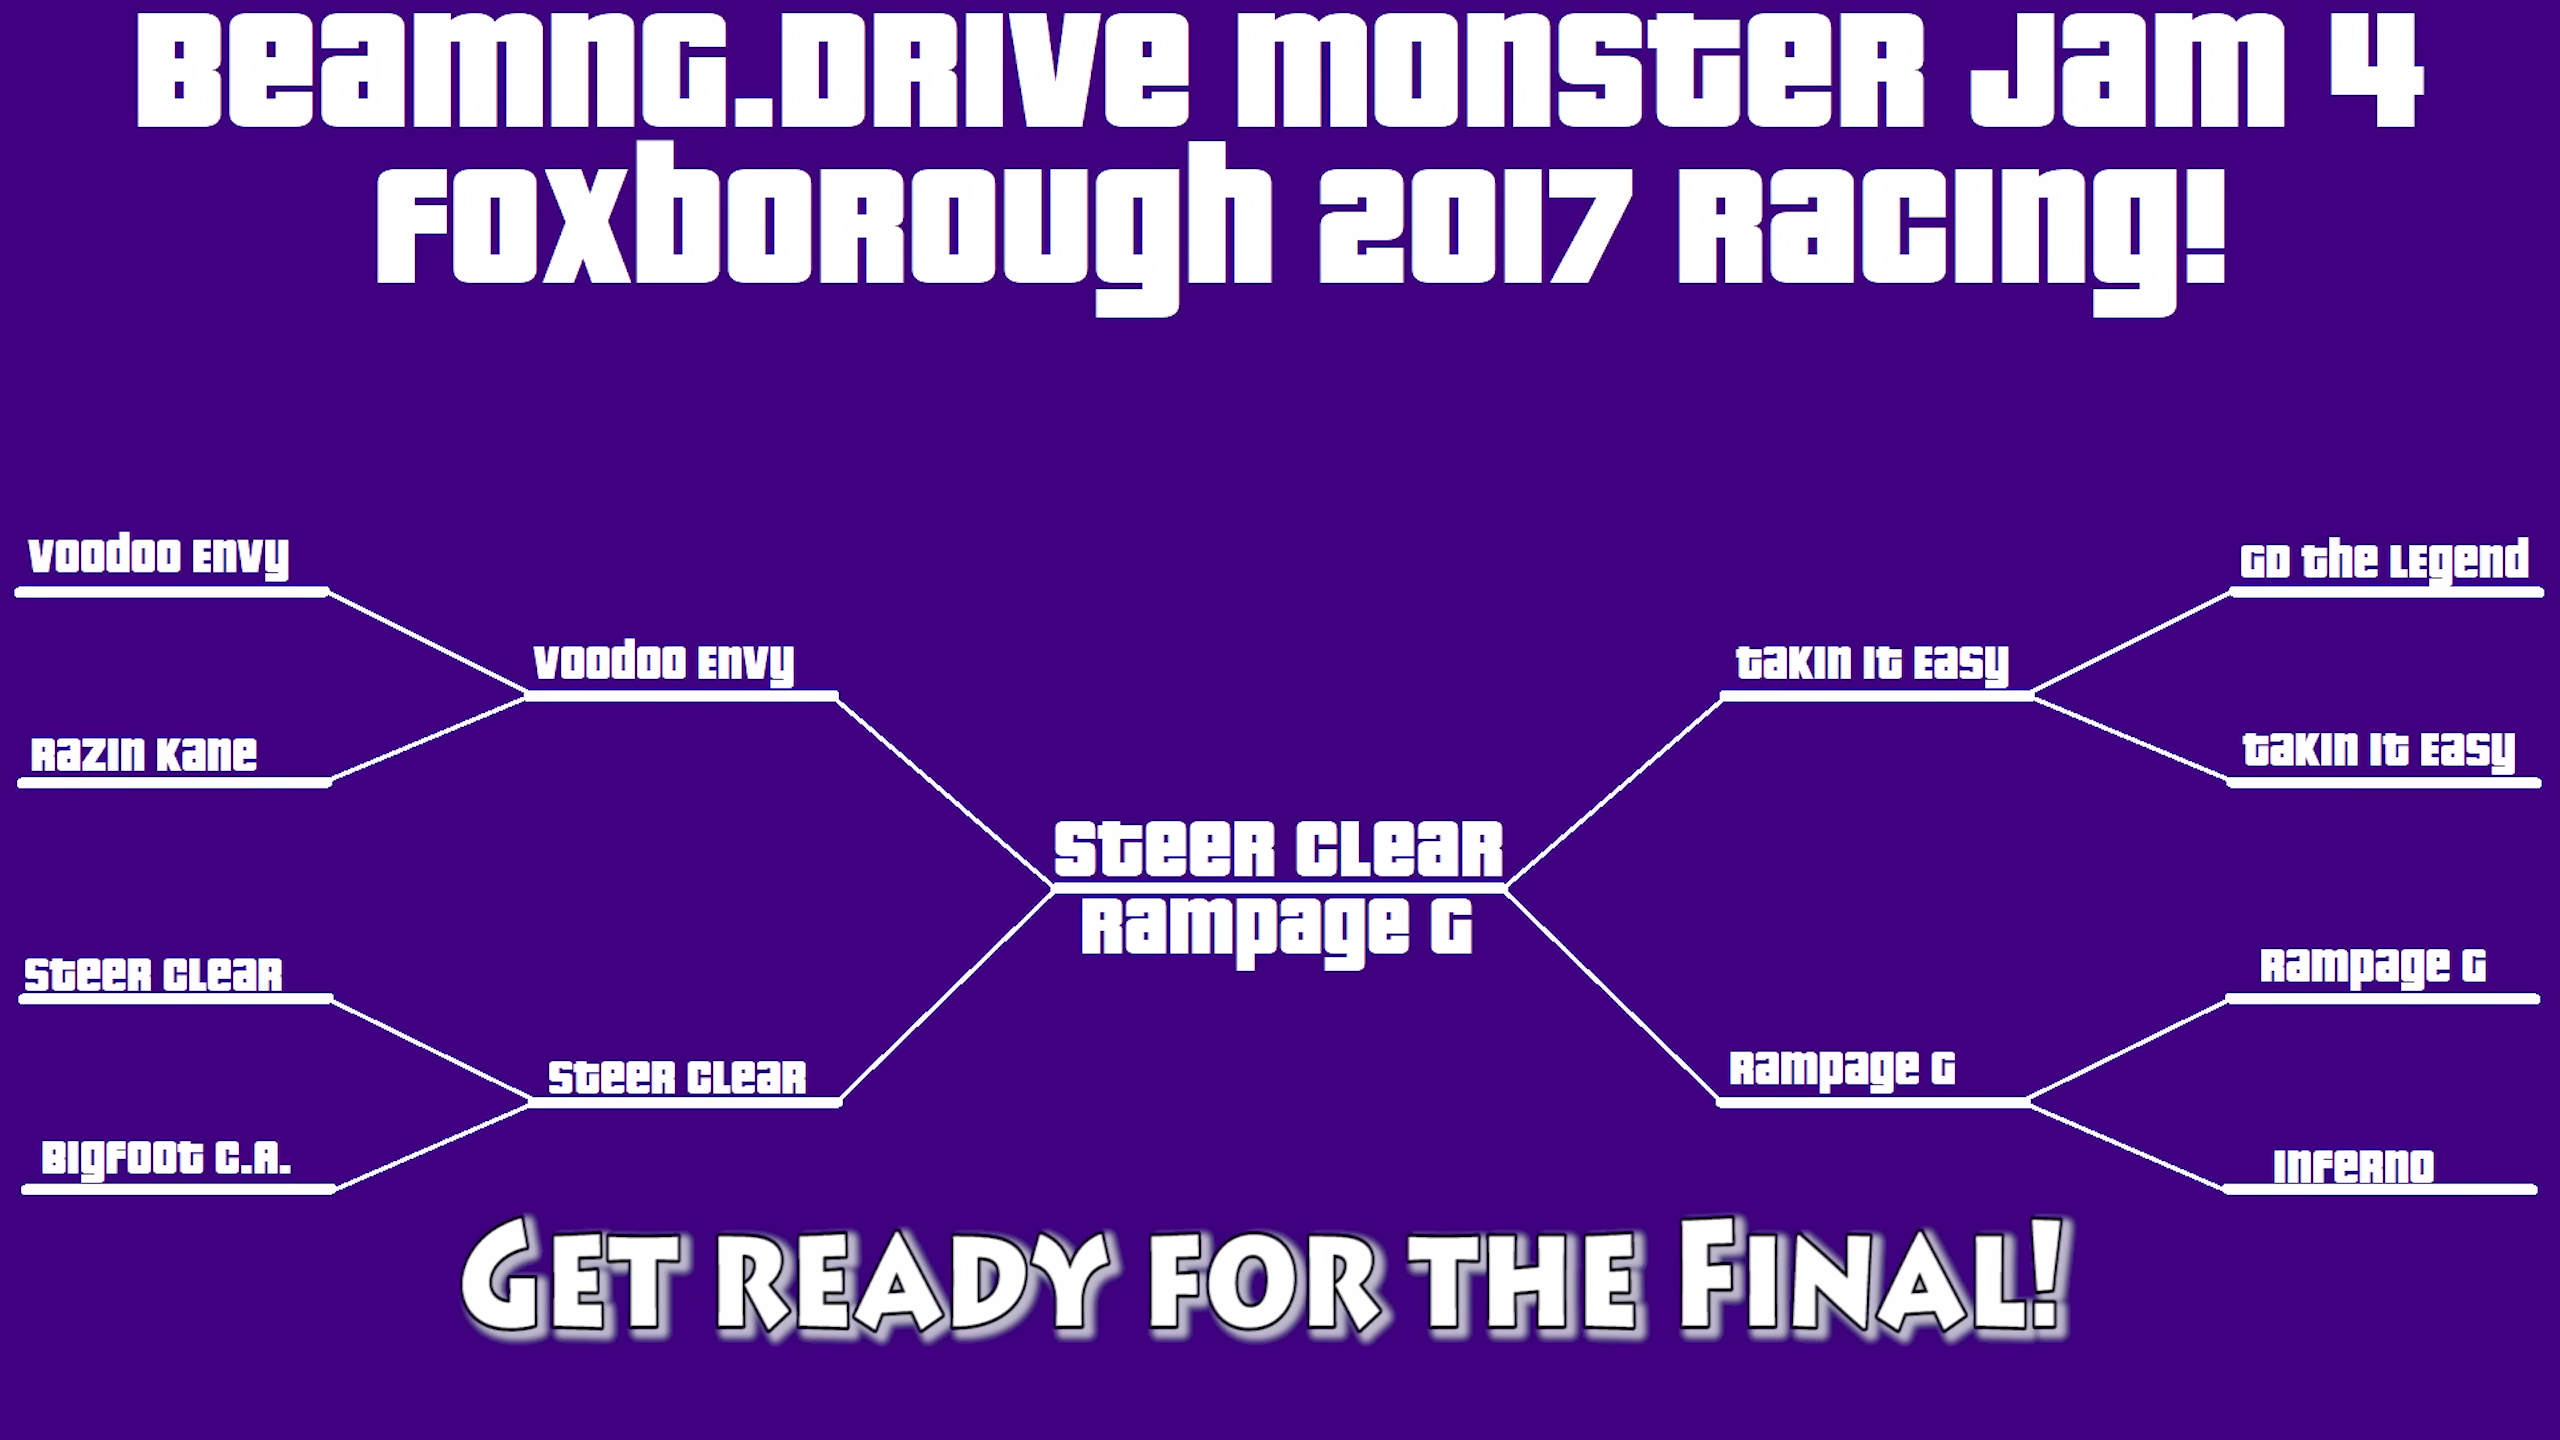 BeamNG.Drive Monster Jam 4
Foxborough 2017 Racing!
Voodoo Envy
GD the Legend
Voodoo Envy
Takin It Easy
Razin Kane
Takin It Easy
Steer Clear
Rampage G
Steer Clear
Rampage G
Steer Clear
Rampage G
Bigfoot C.A.
Inferno
Get ready for the Final!